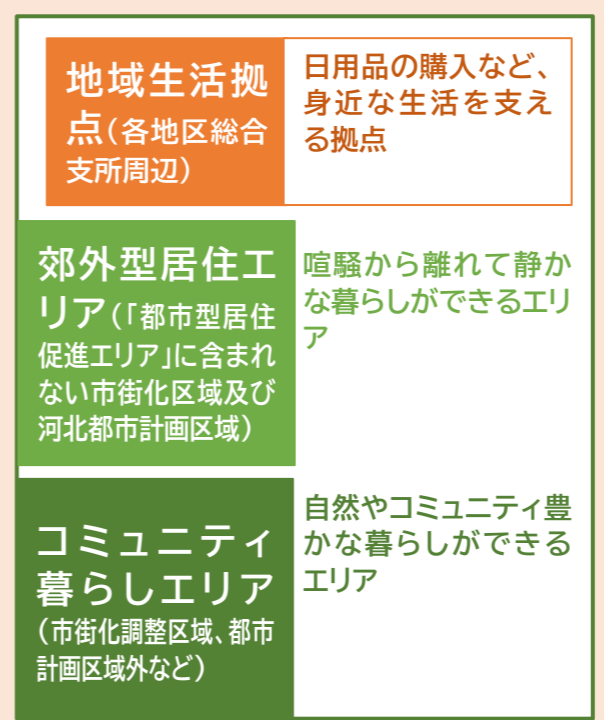 地域生活拠
点(各地区総合
支所周辺)
日用品の購入など、
身近な生活を支え
る拠点
郊外型居住エ
リア(「都市型居住
促進エリア」に含まれ
ない市街化区域及び
河北都市計画区域)
喧騒から離れて静か
な暮らしができるエリ
ア
コミュニティ
暮らしエリア
(市街化調整区域、都市
計画区域外など)
自然やコミュニティ豊
かな暮らしができる
エリア